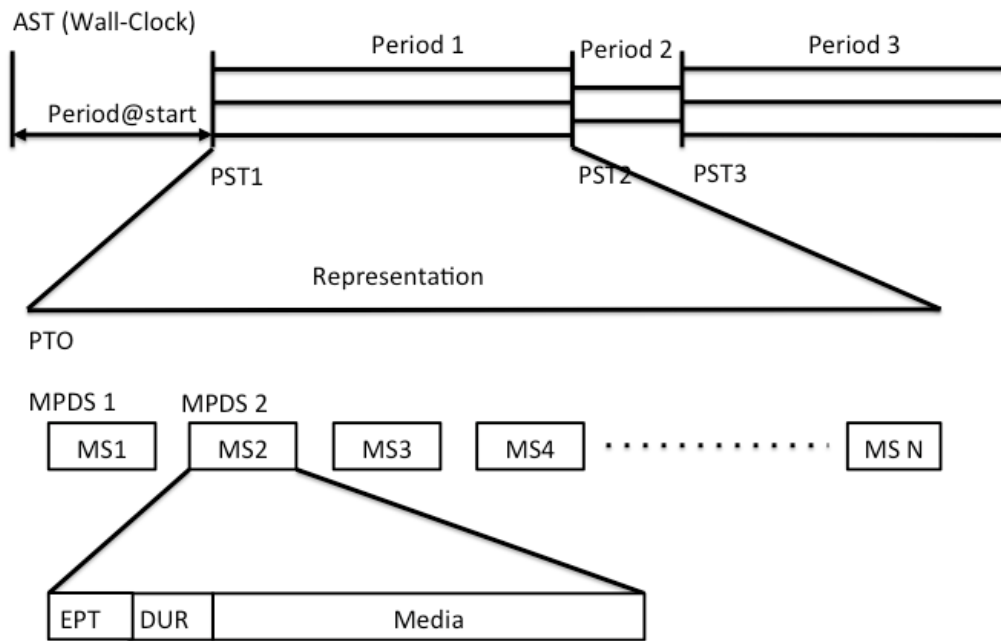 AST (Wall-Clock)
Period 1
Period 2
Period 3
Period@start
PST1
PST2
PST3
Representation
PTO
MPDS 1
MPDS 2
MS1
MS2
MS3
MS4
MS N
EPT
DUR
Media